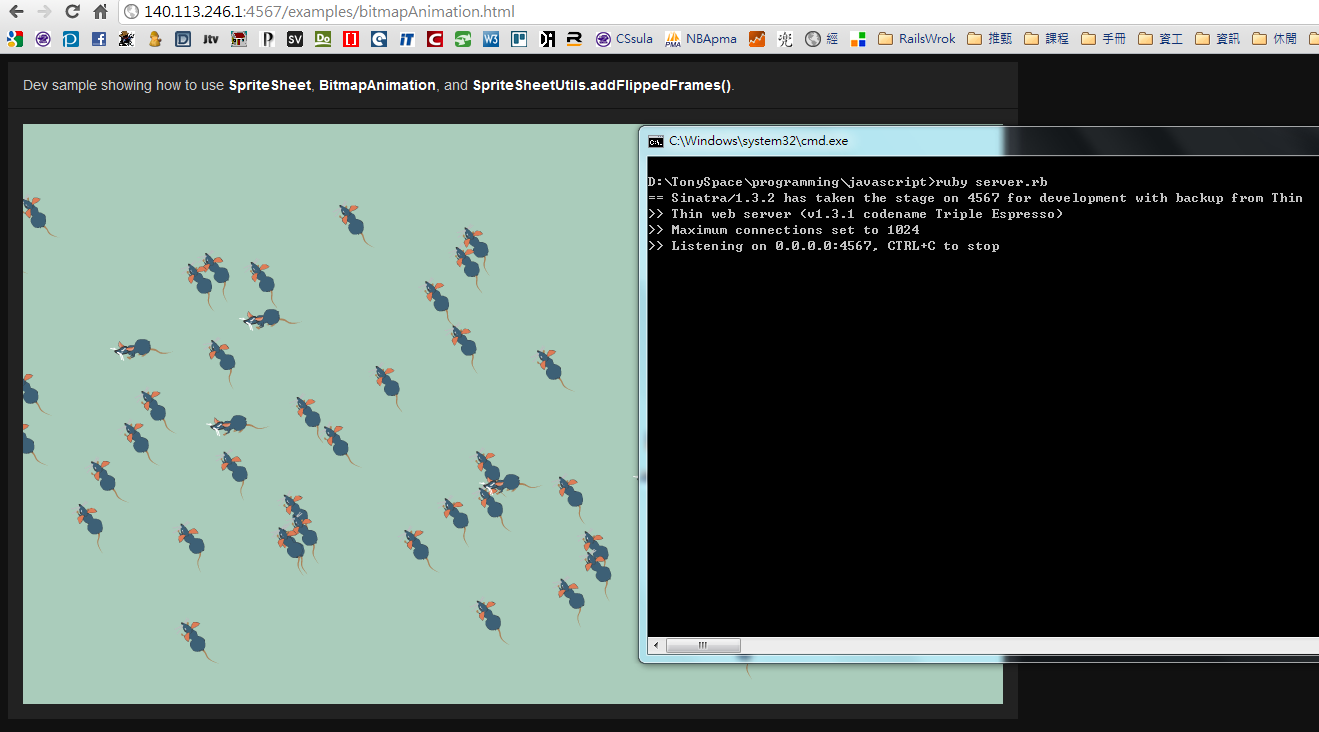 140.113.246.1:4567/examples/bitmapAnimation.html
Jtv P SV Do W3 CSsula NBApma 經 RailsWrok 推甄 課程 手冊 資工 資訊 休閒
Dev sample showing how to use SpriteSheet, BitmapAnimation, and SpriteSheetUtils.addFlippedFrames().
C:\Windows\system32\cmd.exe
D:\TonySpace\programming\javascript>ruby server.rb
== Sinatra/1.3.2 has taken the stage on 4567 for development with backup from Thin
>> Thin web server (v1.3.1 codename Triple Espresso)
>> Maximum connections set to 1024
>> Listening on 0.0.0.0:4567, CTRL+C to stop